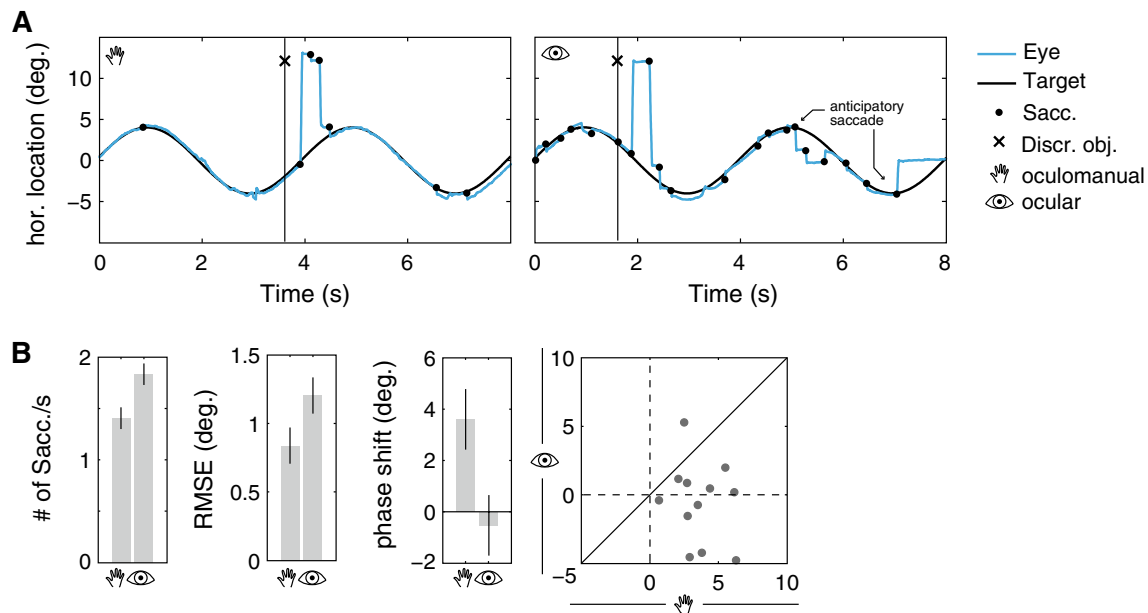 A
hor. location (deg.)
10
5
0
−5
0
2
4
6
Time (s)
anticipatory
saccade
0
2
4
6
8
Time (s)
Eye
Target
Sacc.
Discr. obj.
oculomanual
ocular
B
# of Sacc./s
2
1
0
RMSE (deg.)
1.5
1
0.5
0
phase shift (deg.)
6
4
2
0
−2
10
5
0
−5
0
5
10